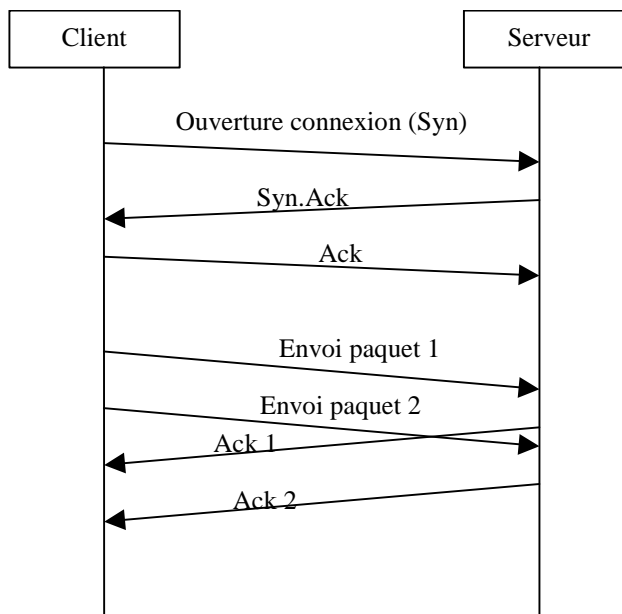 Client
Serveur
Ouverture connexion (Syn)
Syn.Ack
Ack
Envoi paquet 1
Envoi paquet 2
Ack 1
Ack 2